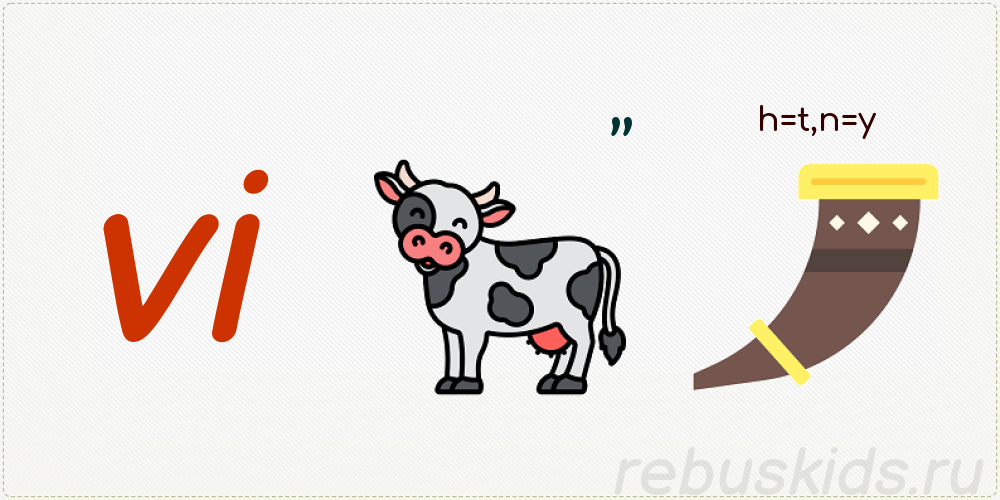 ”
h=t,n=y
vi
rebuskids.ru